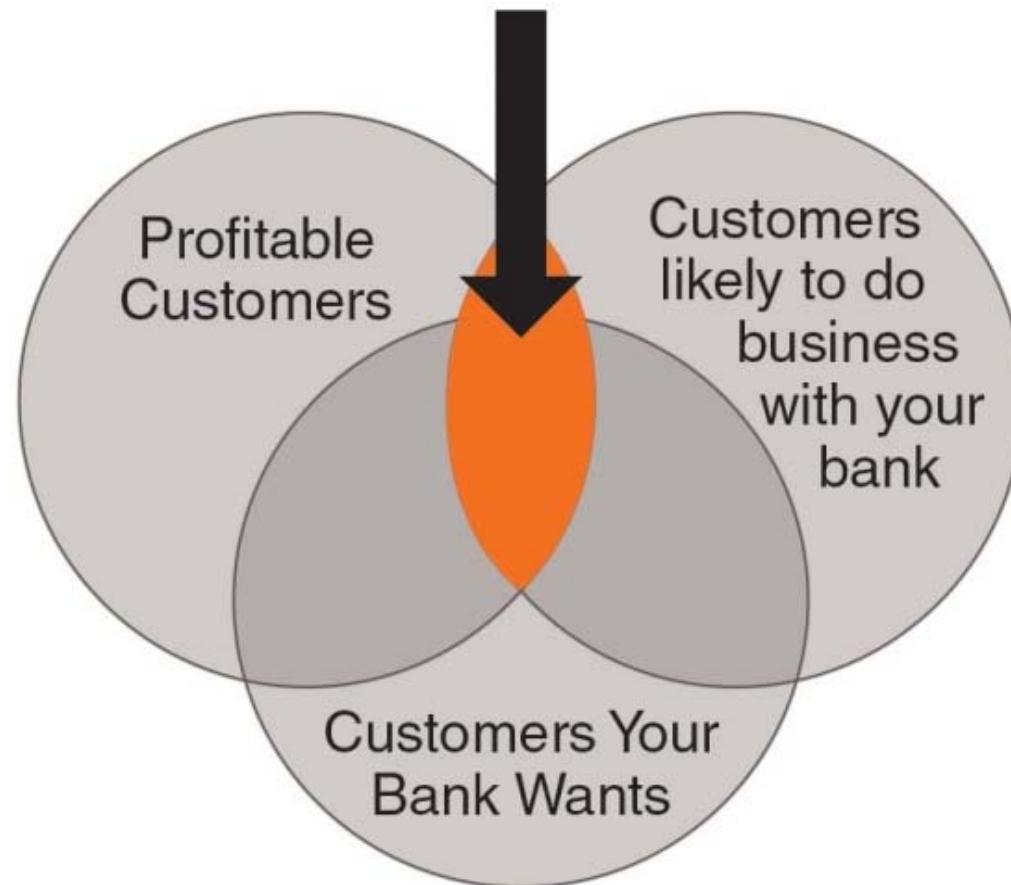 Profitable
Customers
Customers
likely to do
business
with your
bank
Customers Your
Bank Wants